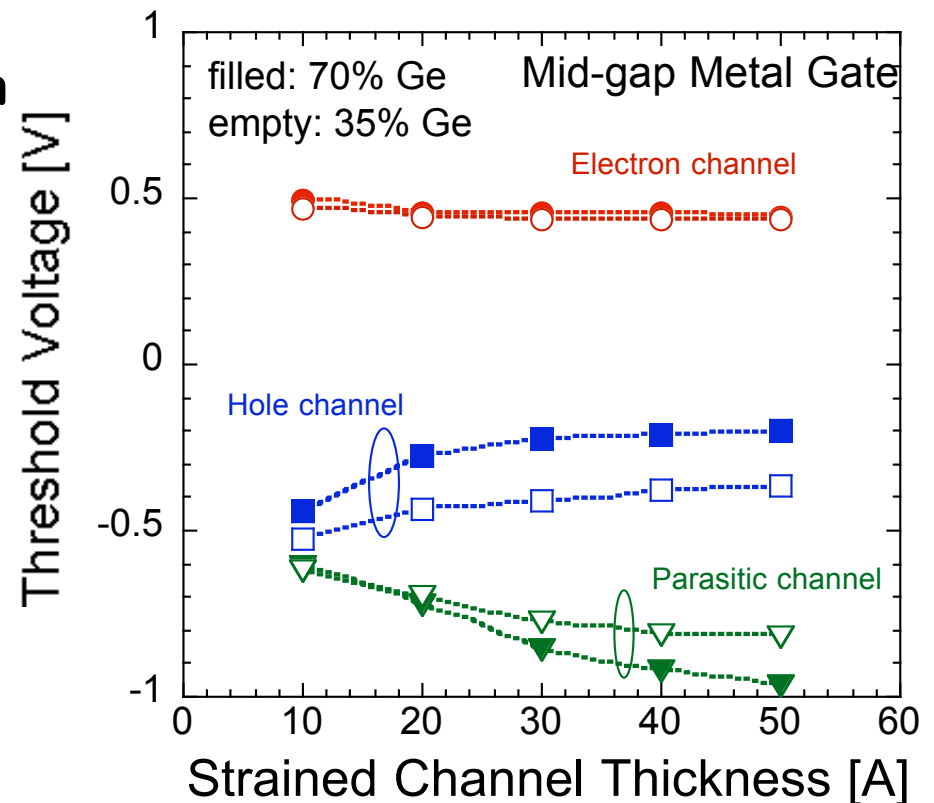 filled: 70% Ge
empty: 35% Ge
Mid-gap Metal Gate
Electron channel
Hole channel
Parasitic channel
Threshold Voltage [V]
1
0.5
0
-0.5
-1
0 10 20 30 40 50 60
Strained Channel Thickness [A]